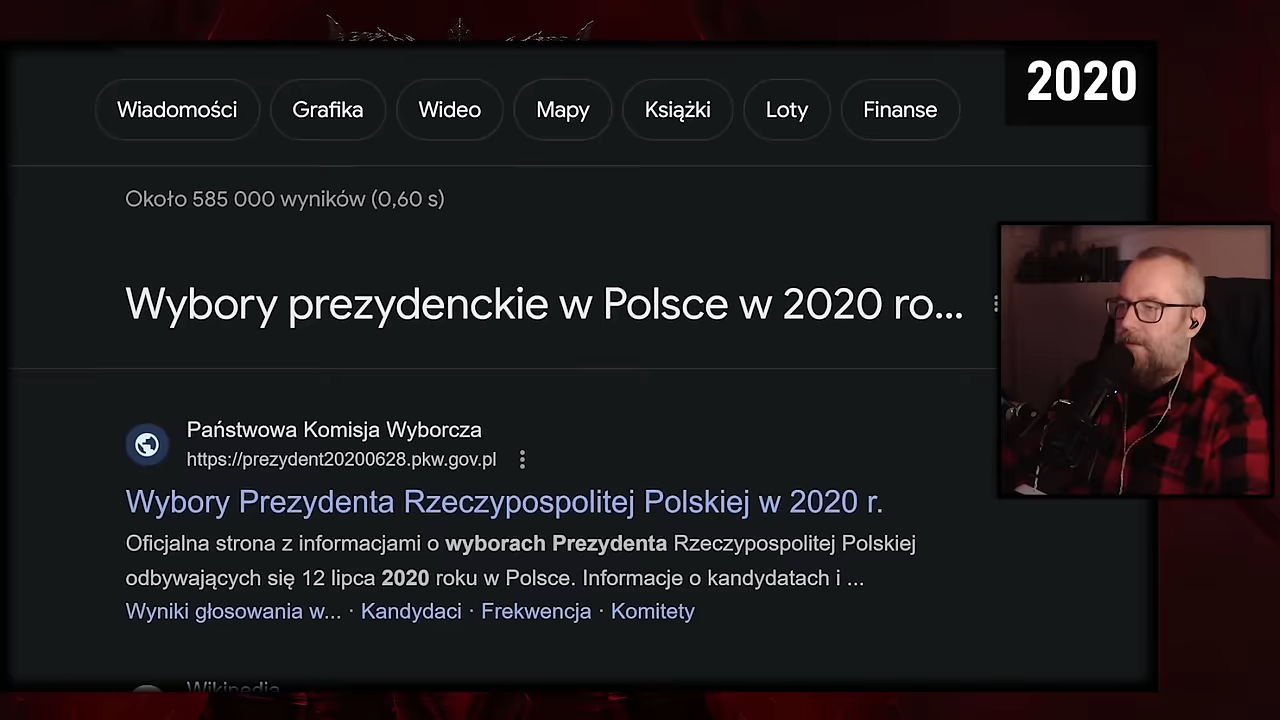 2020
Wiadomości
Grafika
Wideo
Mapy
Książki
Loty
Finanse
Około 585 000 wyników (0,60 s)
Wybory prezydenckie w Polsce w 2020 ro...
Państwowa Komisja Wyborcza
https://prezydent20200628.pkw.gov.pl
Wybory Prezydenta Rzeczypospolitej Polskiej w 2020 r.
Oficjalna strona z informacjami o wyborach Prezydenta Rzeczypospolitej Polskiej
odbywających się 12 lipca 2020 roku w Polsce. Informacje o kandydatach i ...
Wyniki głosowania w... · Kandydaci · Frekwencja · Komitety
Wikipedia